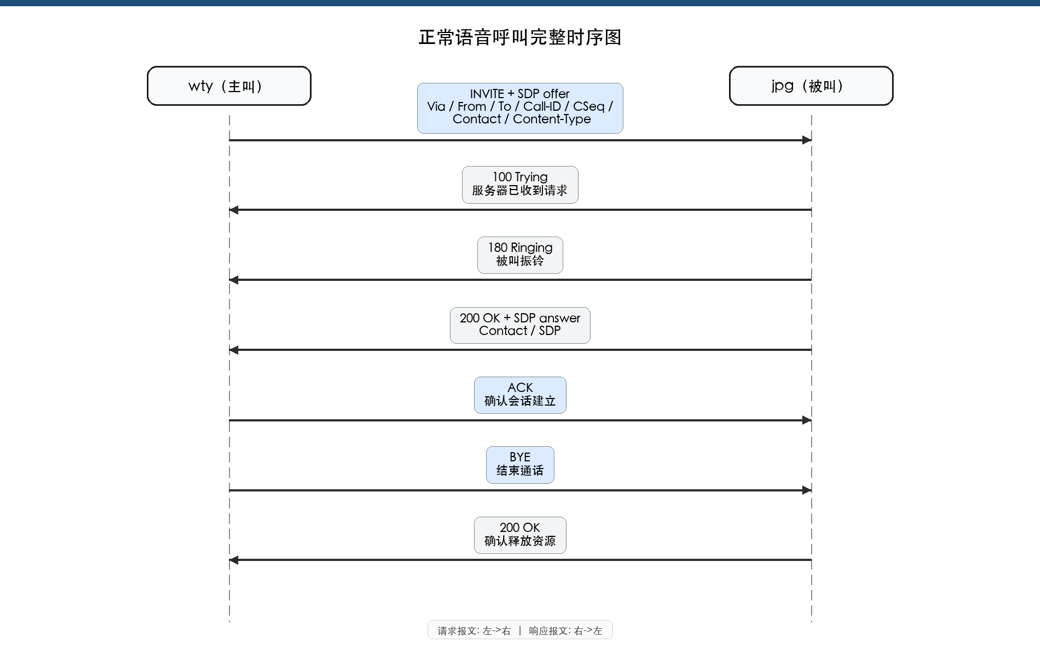 正常语音呼叫完整时序图
wty（主叫）
jpg（被叫）
INVITE + SDP offer
Via / From / To / Call-ID / CSeq /
Contact / Content-Type
100 Trying
服务器已收到请求
180 Ringing
被叫振铃
200 OK + SDP answer
Contact / SDP
ACK
确认会话建立
BYE
结束通话
200 OK
确认释放资源
请求报文: 左->右 | 响应报文: 右->左